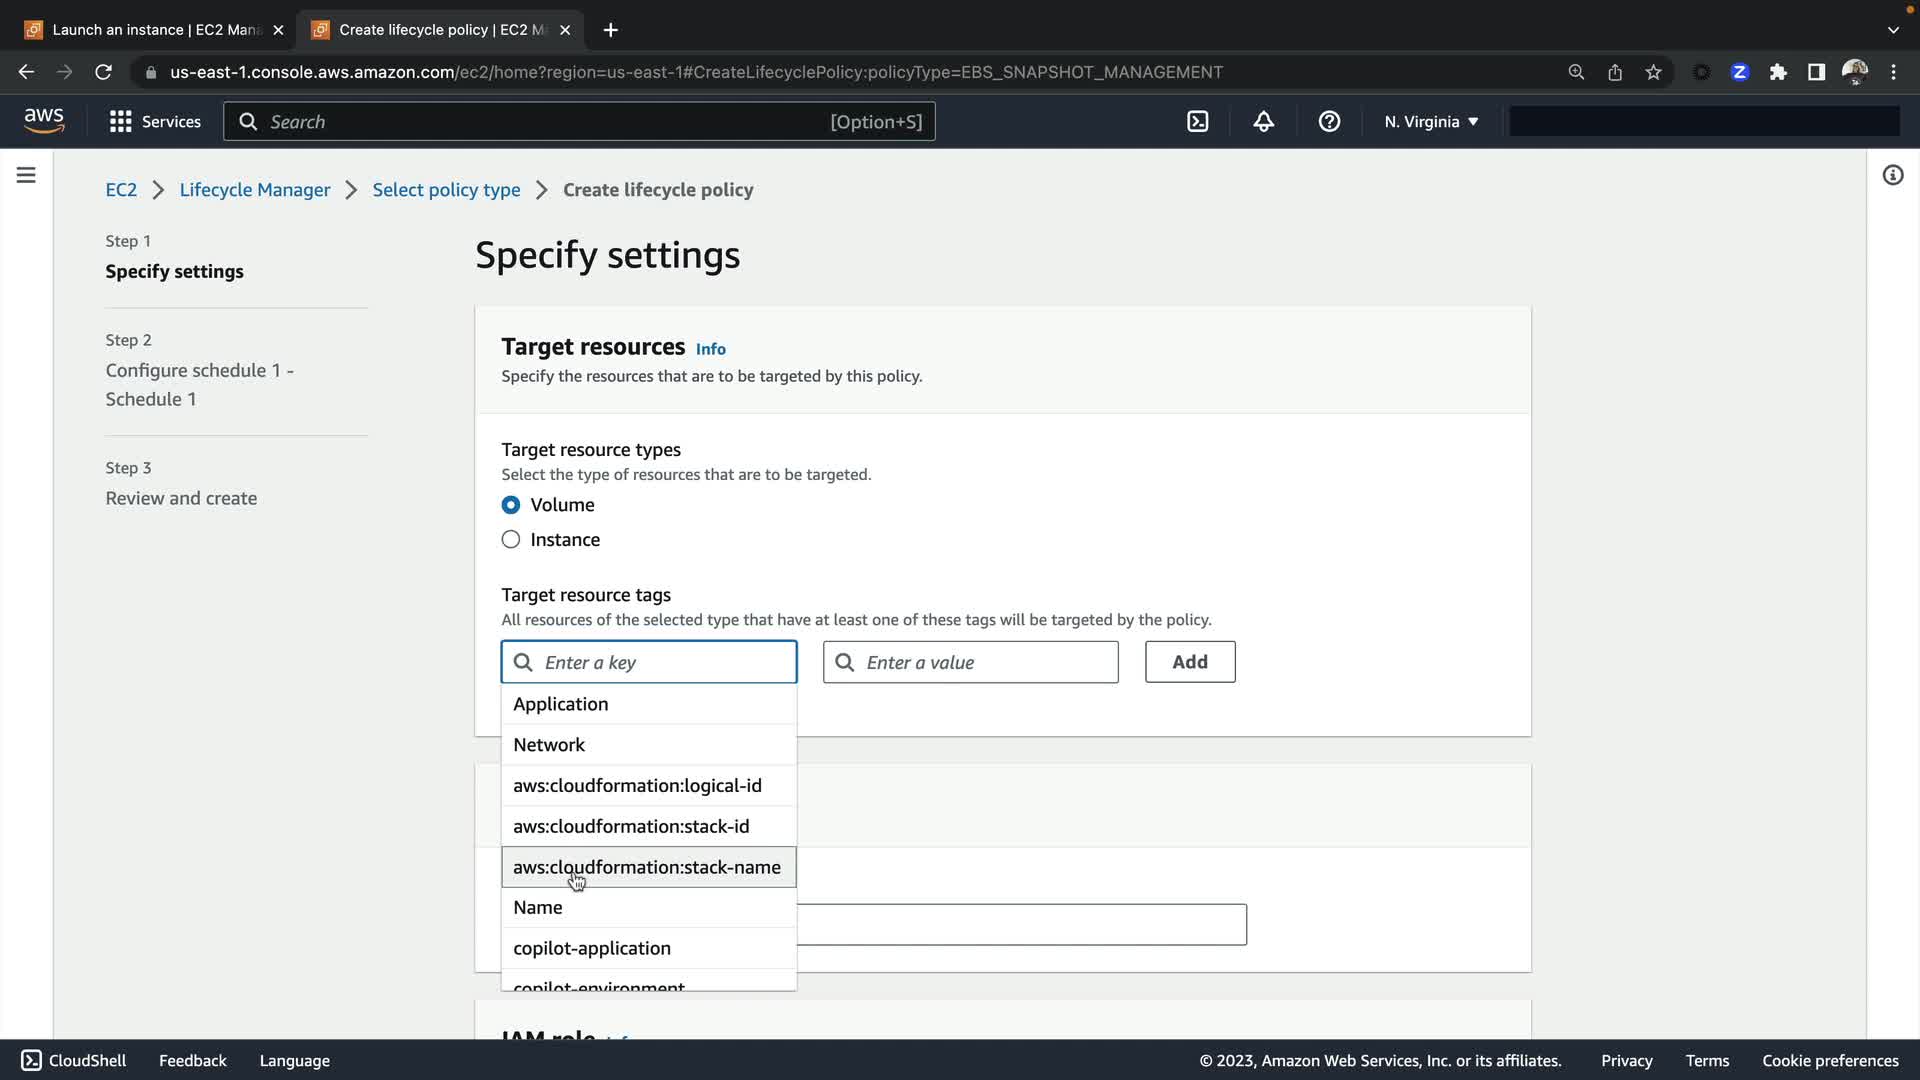 Launch an instance | EC2 Mana
Create lifecycle policy | EC2 M
us-east-1.console.aws.amazon.com/ec2/home?region=us-east-1#CreateLifecyclePolicy:policyType=EBS_SNAPSHOT_MANAGEMENT
Z
aws
Services
Search
[Option+S]
N. Virginia
EC2
Lifecycle Manager
Select policy type
Create lifecycle policy
Step 1
Specify settings
Step 2
Configure schedule 1 -
Schedule 1
Step 3
Review and create
Specify settings
Target resources Info
Specify the resources that are to be targeted by this policy.
Target resource types
Select the type of resources that are to be targeted.
Volume
Instance
Target resource tags
All resources of the selected type that have at least one of these tags will be targeted by the policy.
Enter a key
Enter a value
Add
Application
Network
aws:cloudformation:logical-id
aws:cloudformation:stack-id
aws:cloudformation:stack-name
Name
copilot-application
copilot-environment
IAM role Info
CloudShell
Feedback
Language
© 2023, Amazon Web Services, Inc. or its affiliates.
Privacy
Terms
Cookie preferences